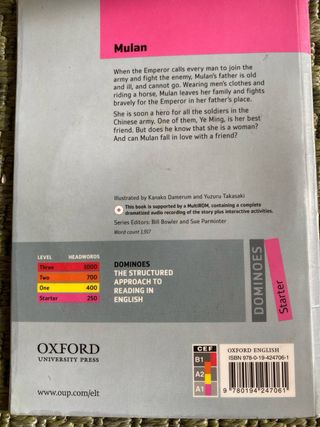 Mulan
When the Emperor calls every man to join the
army and fight the enemy, Mulan's father is old
and ill, and cannot go. Wearing men's clothes and
riding a horse, Mulan leaves her family and fights
bravely for the Emperor in her father's place.
She is soon a hero for all the soldiers in the
Chinese army. One of them, Ye Ming, is her best
friend. But does he know that she is a woman?
And can Mulan fall in love with a friend?
Illustrated by Kanako Damerum and Yuzuru Takasaki
This book is supported by a MultiROM, containing a complete
dramatized audio recording of the story plus interactive activities.
Series Editors: Bill Bowler and Sue Parminter
Word count 1,917
LEVEL HEADWORDS
Three 1000
Two 700
One 400
Starter 250
DOMINOES
THE STRUCTURED
APPROACH TO
READING IN
ENGLISH
DOMINOES
Starter
OXFORD
UNIVERSITY PRESS
www.oup.com/elt
CEF
B1
A2
A1
OXFORD ENGLISH
ISBN 978-0-19-424706-1
9 780194 247061